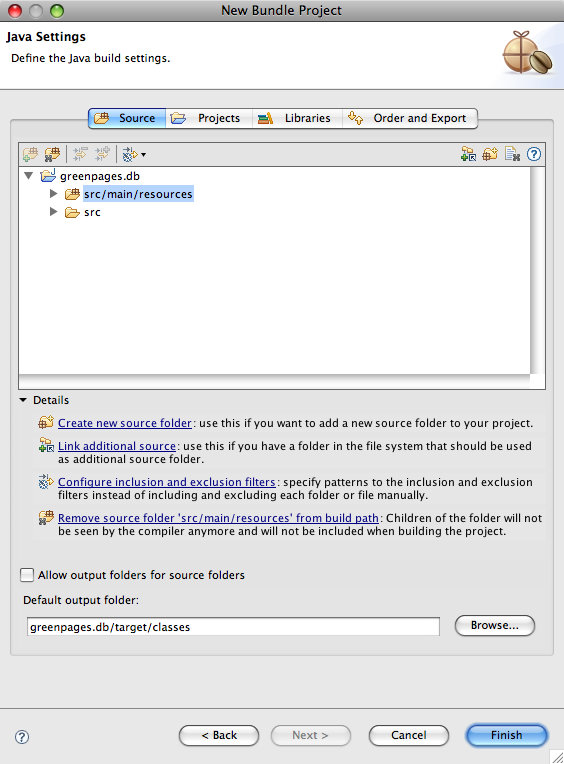 New Bundle Project
Java Settings
Define the Java build settings.
Source Projects Libraries Order and Export
greenpages.db
src/main/resources
src
Details
Create new source folder: use this if you want to add a new source folder to your project.
Link additional source: use this if you have a folder in the file system that should be used
as additional source folder.
Configure inclusion and exclusion filters: specify patterns to the inclusion and exclusion
filters instead of including and excluding each folder or file manually.
Remove source folder 'src/main/resources' from build path: Children of the folder will not
be seen by the compiler anymore and will not be included when building the project.
Allow output folders for source folders
Default output folder:
greenpages.db/target/classes
Browse...
< Back Next > Cancel Finish